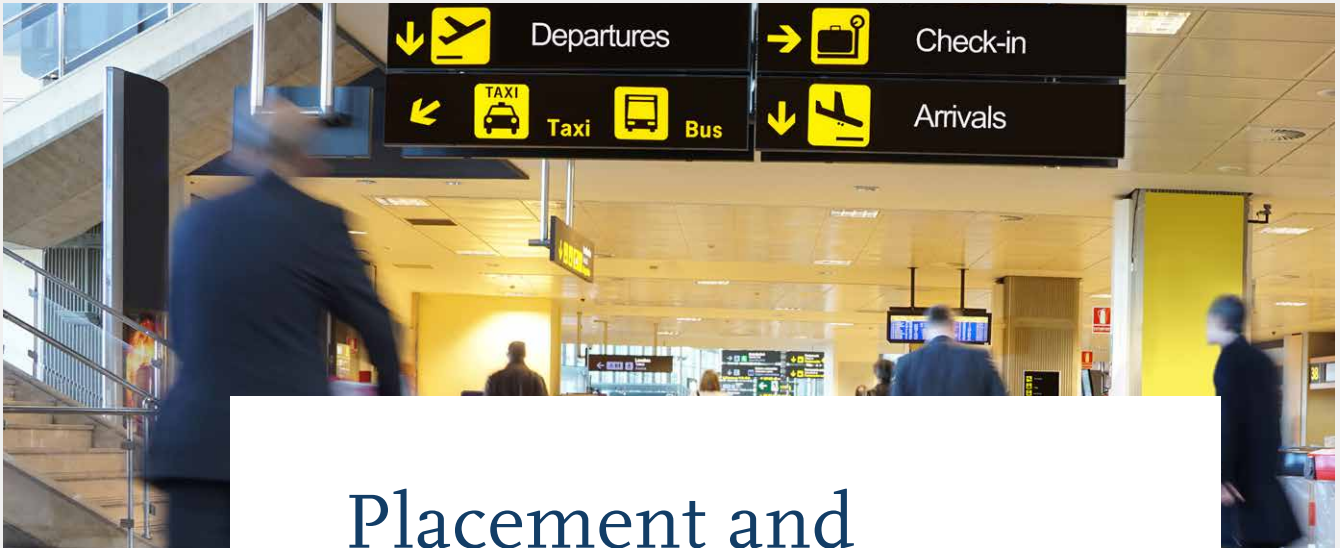 Departures
Check-in
TAXI
Taxi
Bus
Arrivals
Placement and